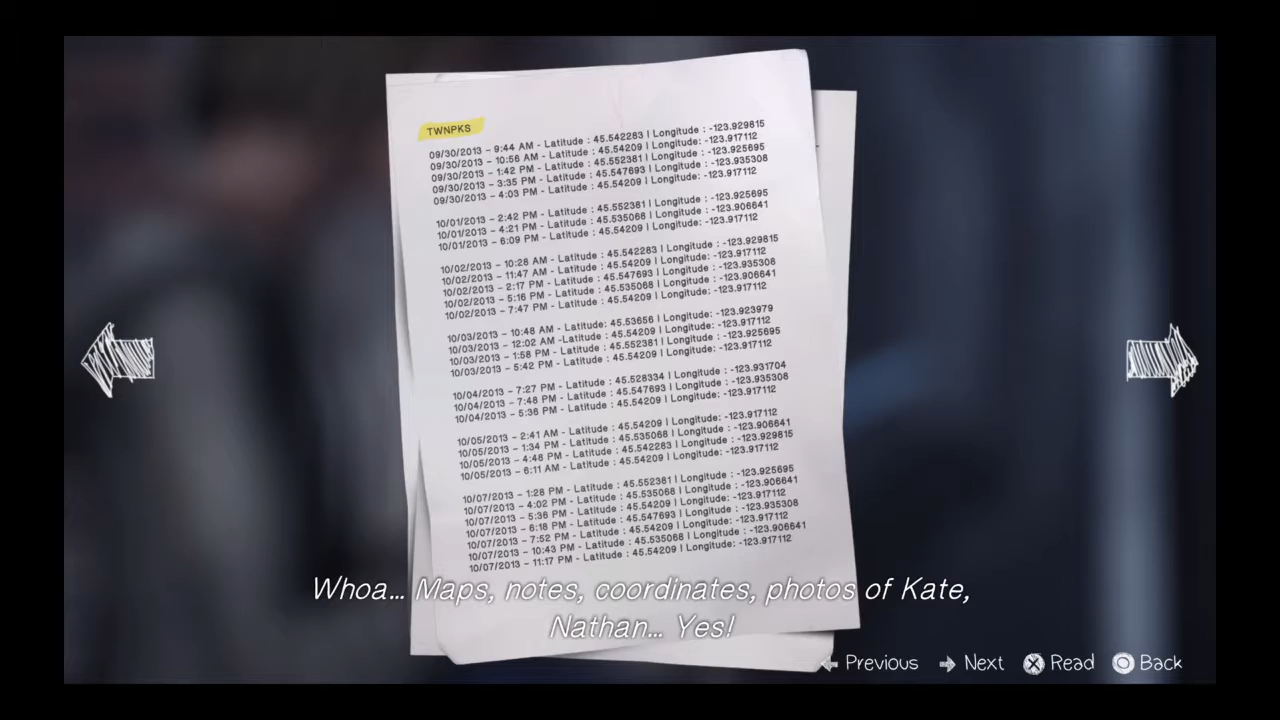 TWNPKS
09/30/2013 - 9:44 AM - Latitude : 45.542283 | Longitude : -123.929815
09/30/2013 - 10:56 AM - Latitude : 45.54209 | Longitude: -123.917112
09/30/2013 - 1:42 PM - Latitude : 45.552381 | Longitude : -123.925695
09/30/2013 - 3:35 PM - Latitude : 45.547693 | Longitude : -123.935308
09/30/2013 - 4:03 PM - Latitude : 45.54209 | Longitude: -123.917112
10/01/2013 - 2:42 PM - Latitude : 45.552381 | Longitude : -123.925695
10/01/2013 - 4:21 PM - Latitude : 45.535068 | Longitude : -123.906641
10/01/2013 - 6:09 PM - Latitude : 45.54209 | Longitude: -123.917112
10/02/2013 - 10:28 AM - Latitude : 45.542283 | Longitude : -123.929815
10/02/2013 - 11:47 AM - Latitude : 45.54209 | Longitude: -123.917112
10/02/2013 - 2:17 PM - Latitude : 45.547693 | Longitude : -123.935308
10/02/2013 - 5:16 PM - Latitude : 45.535068 | Longitude : -123.906641
10/02/2013 - 7:47 PM - Latitude : 45.54209 | Longitude: -123.917112
10/03/2013 - 10:48 AM - Latitude: 45.53656 | Longitude : -123.923979
10/03/2013 - 12:02 AM -Latitude : 45.54209 | Longitude: -123.917112
10/03/2013 - 1:58 PM - Latitude : 45.552381 | Longitude : -123.925695
10/03/2013 - 5:42 PM - Latitude : 45.54209 | Longitude: -123.917112
10/04/2013 - 7:27 PM - Latitude : 45.528334 | Longitude : -123.931704
10/04/2013 - 7:48 PM - Latitude : 45.547693 | Longitude : -123.935308
10/04/2013 - 5:36 PM - Latitude : 45.54209 | Longitude: -123.917112
10/05/2013 - 2:41 AM - Latitude : 45.54209 | Longitude: -123.917112
10/05/2013 - 1:34 PM - Latitude : 45.535068 | Longitude : -123.906641
10/05/2013 - 4:48 PM - Latitude : 45.542283 | Longitude : -123.929815
10/05/2013 - 6:11 AM - Latitude : 45.54209 | Longitude: -123.917112
10/07/2013 - 1:28 PM - Latitude : 45.552381 | Longitude : -123.925695
10/07/2013 - 4:02 PM - Latitude : 45.535068 | Longitude : -123.906641
10/07/2013 - 5:36 PM - Latitude : 45.54209 | Longitude: -123.917112
10/07/2013 - 6:18 PM - Latitude : 45.547693 | Longitude : -123.935308
10/07/2013 - 7:52 PM - Latitude : 45.54209 | Longitude: -123.917112
10/07/2013 - 10:43 PM - Latitude : 45.535068 | Longitude : -123.906641
10/07/2013 - 11:17 PM - Latitude : 45.54209 | Longitude: -123.917112
Whoa... Maps, notes, coordinates, photos of Kate,
Nathan... Yes!
Previous Next Read Back